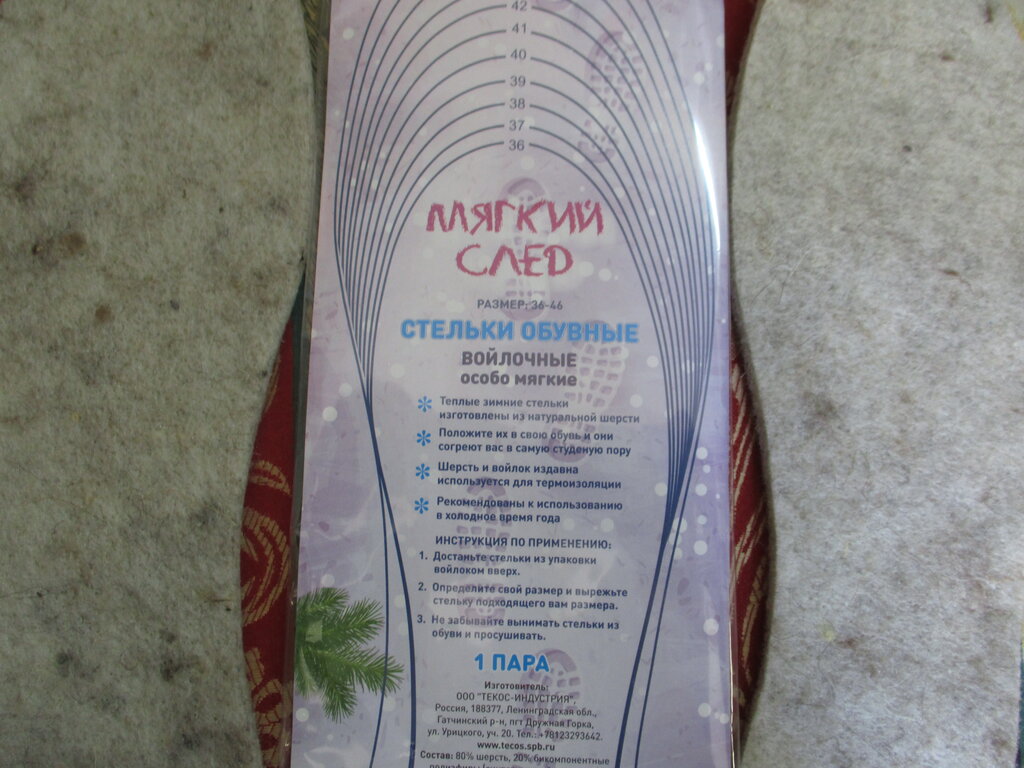 42
41
40
39
38
37
36
МЯГКИЙ
СЛЕД
РАЗМЕР: 36-46
СТЕЛЬКИ ОБУВНЫЕ
ВОЙЛОЧНЫЕ
особо мягкие
Теплые зимние стельки
изготовлены из натуральной шерсти
Положите их в свою обувь и они
согреют вас в самую студеную пору
Шерсть и войлок издавна
используется для термоизоляции
Рекомендованы к использованию
в холодное время года
ИНСТРУКЦИЯ ПО ПРИМЕНЕНИЮ:
1. Достаньте стельки из упаковки
войлоком вверх.
2. Определите свой размер и вырежьте
стельку подходящего вам размера.
3. Не забывайте вынимать стельки из
обуви и просушивать.
1 ПАРА
Изготовитель:
ООО "ТЕКОС-ИНДУСТРИЯ",
Россия, 188377, Ленинградская обл.,
Гатчинский р-н, пгт Дружная Горка,
ул. Урицкого, уч. 20. Тел.: +78123293642.
www.tecos.spb.ru
Состав: 80% шерсть, 20% бикомпонентные